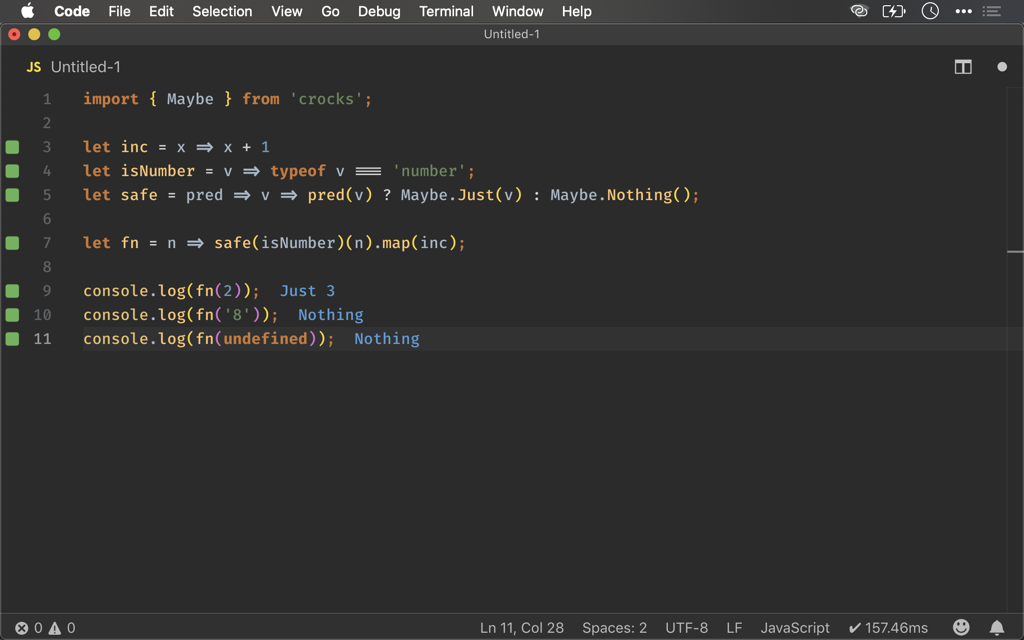 Code File Edit Selection View Go Debug Terminal Window Help
Untitled-1
JS Untitled-1
1 import { Maybe } from 'crocks';
2
3 let inc = x => x + 1
4 let isNumber = v => typeof v === 'number';
5 let safe = pred => v => pred(v) ? Maybe.Just(v) : Maybe.Nothing();
6
7 let fn = n => safe(isNumber)(n).map(inc);
8
9 console.log(fn(2)); Just 3
10 console.log(fn('8')); Nothing
11 console.log(fn(undefined)); Nothing
0 0 Ln 11, Col 28 Spaces: 2 UTF-8 LF JavaScript ✔ 157.46ms